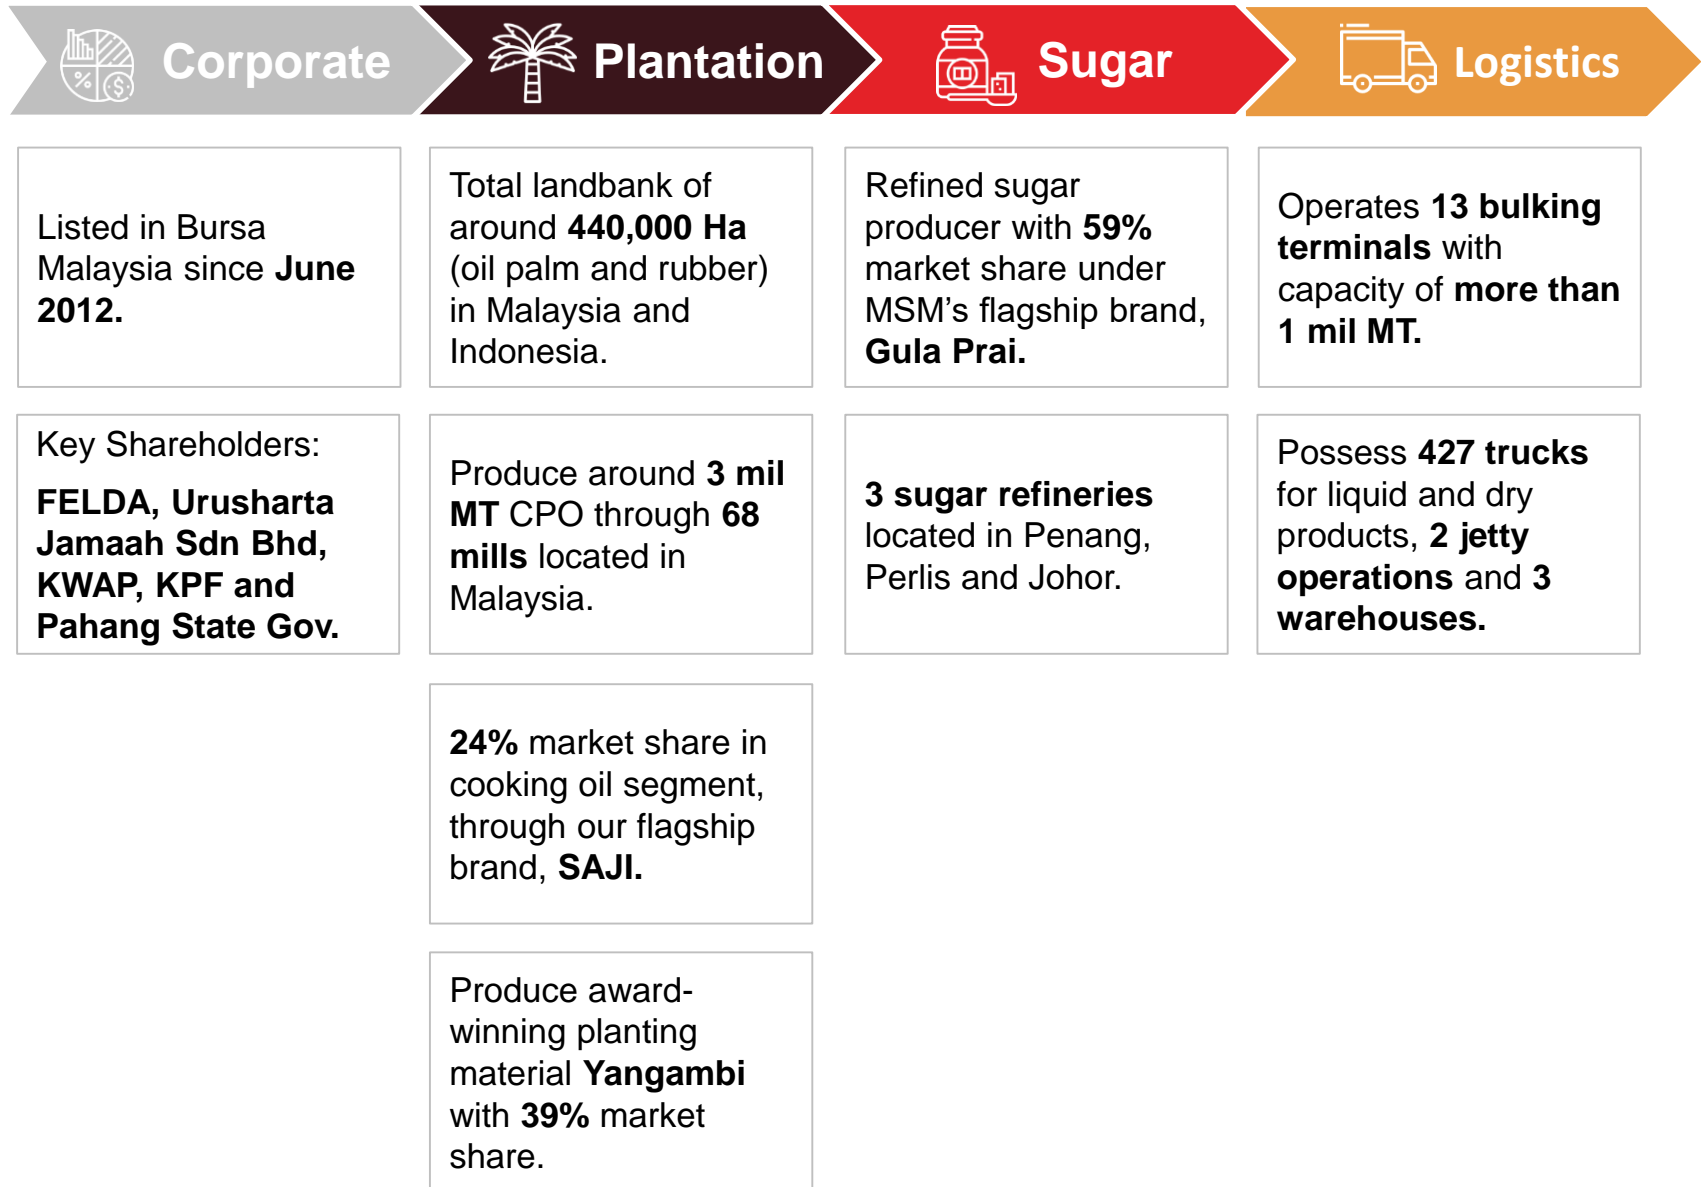 Corporate
Plantation
Sugar
Logistics
Listed in Bursa
Malaysia since June
2012.
Key Shareholders:
FELDA, Urusharta
Jamaah Sdn Bhd,
KWAP, KPF and
Pahang State Gov.
Total landbank of
around 440,000 Ha
(oil palm and rubber)
in Malaysia and
Indonesia.
Produce around 3 mil
MT CPO through 68
mills located in
Malaysia.
24% market share in
cooking oil segment,
through our flagship
brand, SAJI.
Produce award-
winning planting
material Yangambi
with 39% market
share.
Refined sugar
producer with 59%
market share under
MSM’s flagship brand,
Gula Prai.
3 sugar refineries
located in Penang,
Perlis and Johor.
Operates 13 bulking
terminals with
capacity of more than
1 mil MT.
Possess 427 trucks
for liquid and dry
products, 2 jetty
operations and 3
warehouses.